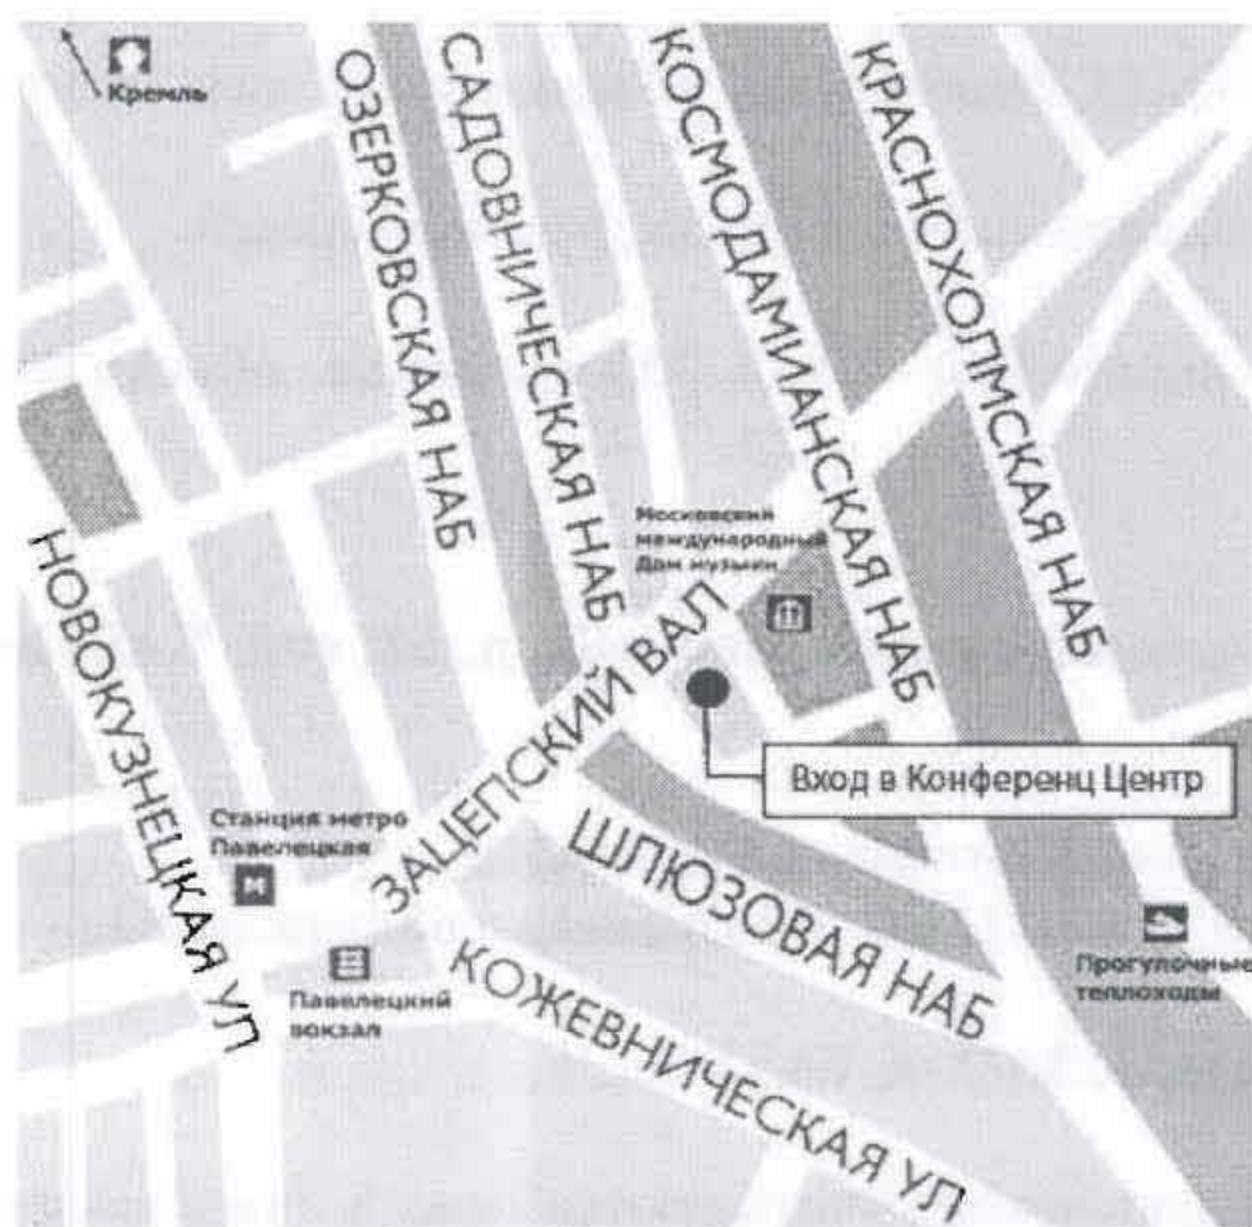 Кремль
ОЗЕРКОВСКАЯ НАБ
САДОВНИЧЕСКАЯ НАБ
КОСМОДАМИАНСКАЯ НАБ
КРАСНОХОЛМСКАЯ НАБ
Московский
международный
Дом музыки
НОВОКУЗНЕЦКАЯ УЛ
ЗАЦЕПСКИЙ ВАЛ
Вход в Конференц Центр
Станция метро
Павелецкая
М
ШЛЮЗОВАЯ НАБ
Павелецкий
вокзал
КОЖЕВНИЧЕСКАЯ УЛ
Прогулочные
теплоходы